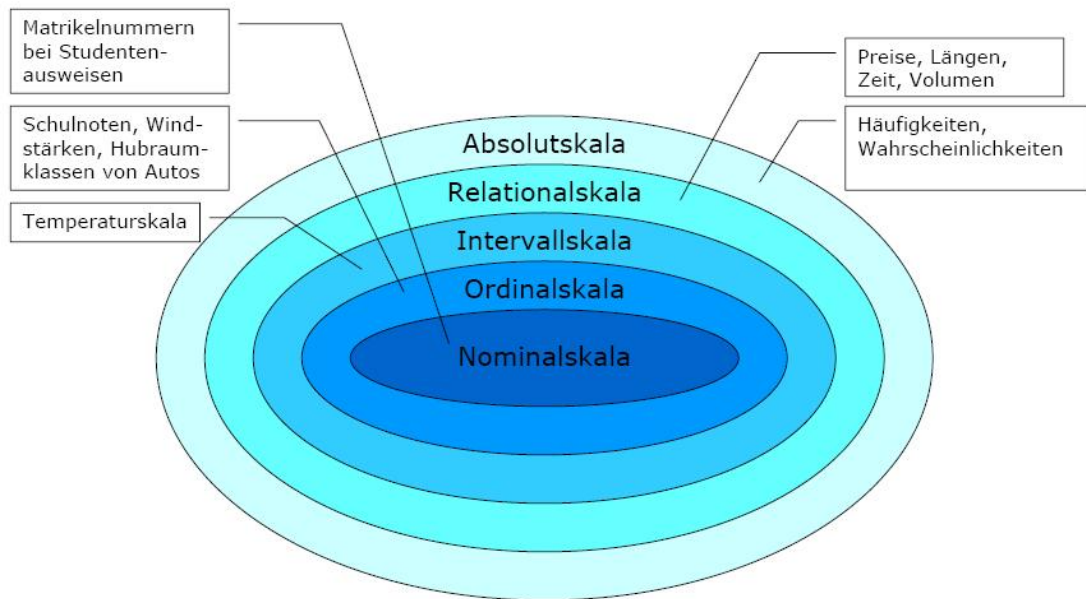 Matrikelnummern
bei Studenten-
ausweisen
Schulnoten, Wind-
stärken, Hubraum-
klassen von Autos
Temperaturskala
Preise, Längen,
Zeit, Volumen
Häufigkeiten,
Wahrscheinlichkeiten
Absolutskala
Relationalskala
Intervallskala
Ordinalskala
Nominalskala